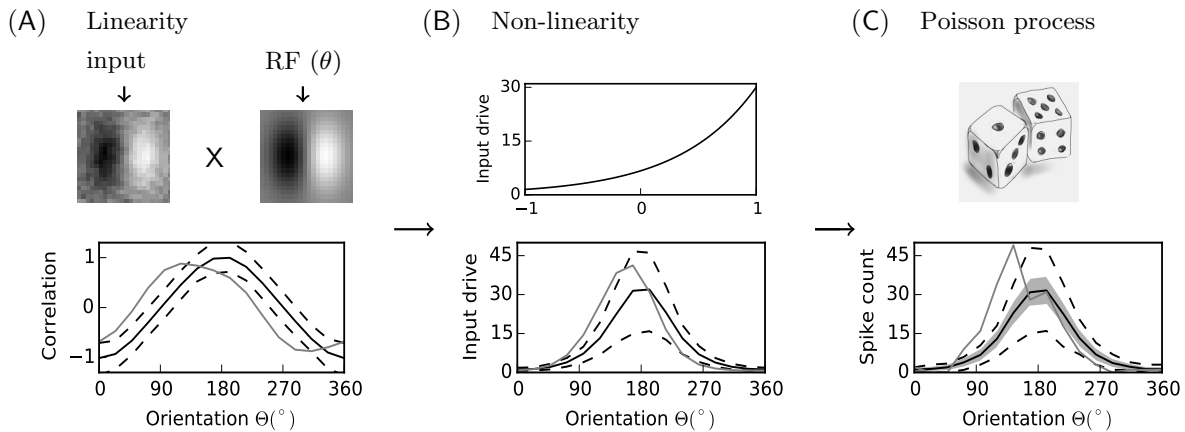 (A) Linearity
input RF (θ)
↓ ↓
X
Correlation
1
0
−1
0 90 180 270 360
Orientation Θ(°)
(B) Non-linearity
Input drive
30
15
0
−1 0 1
Input drive
45
30
15
0
0 90 180 270 360
Orientation Θ(°)
(C) Poisson process
Spike count
45
30
15
0
0 90 180 270 360
Orientation Θ(°)